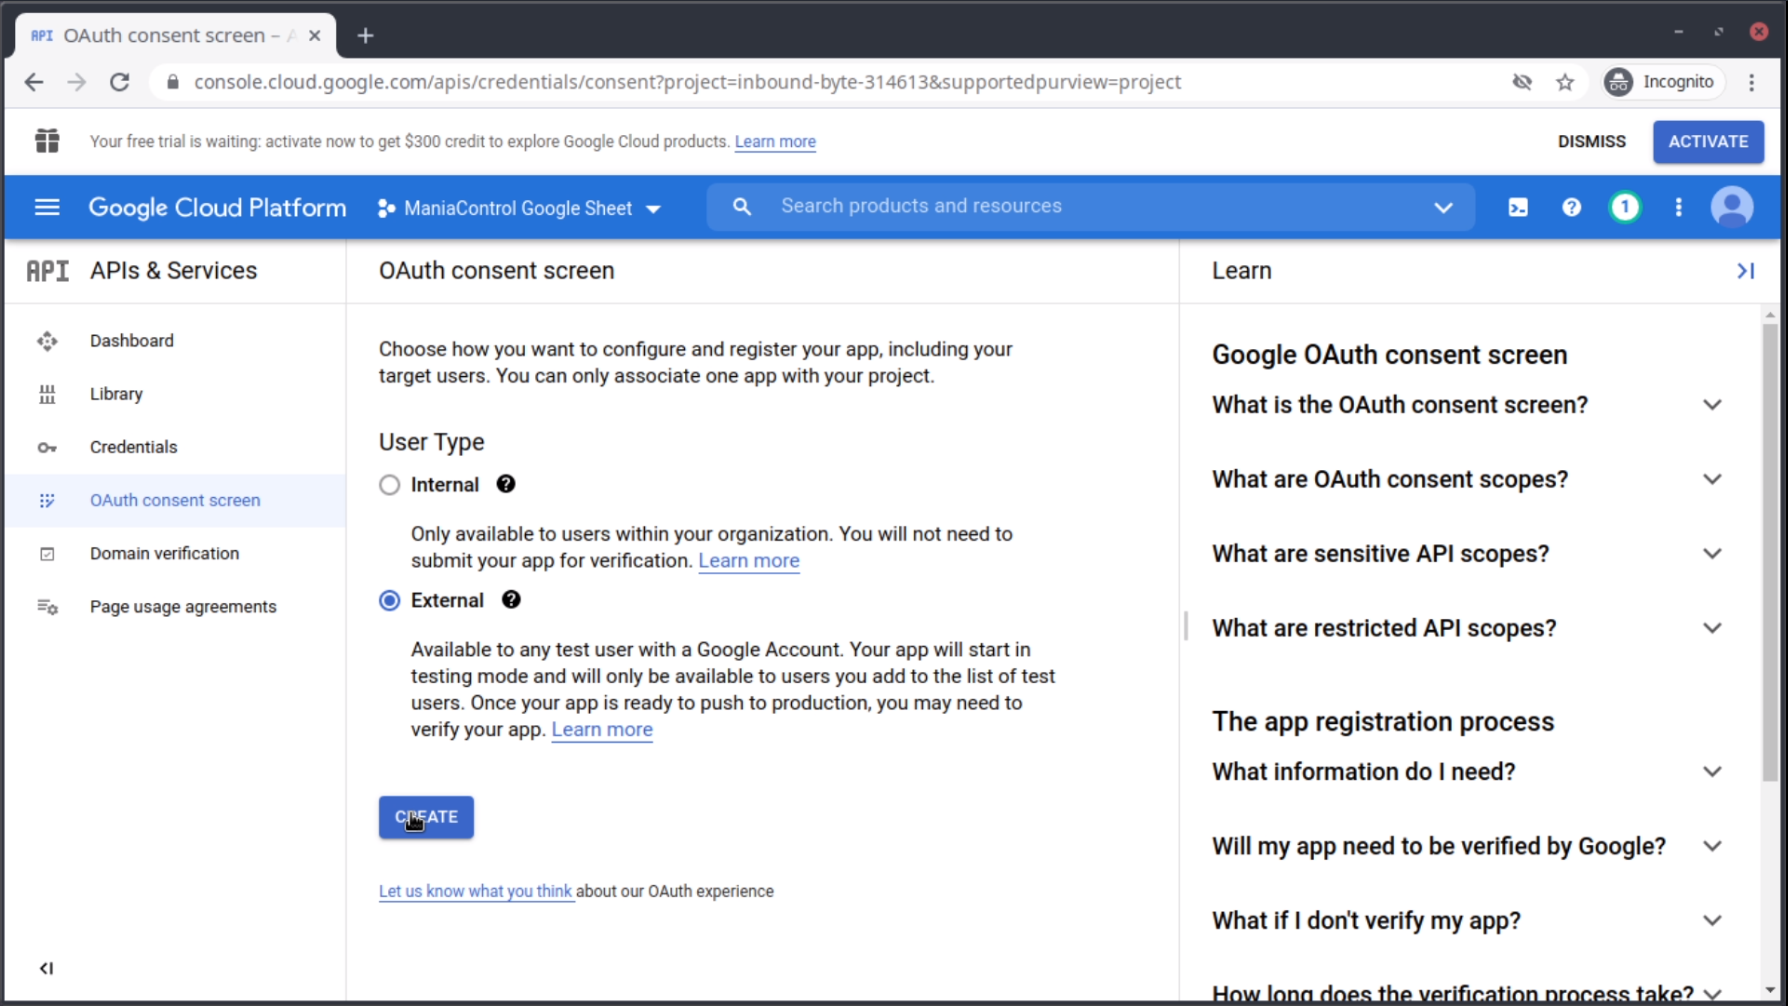 API OAuth consent screen – A
console.cloud.google.com/apis/credentials/consent?project=inbound-byte-314613&supportedpurview=project
Incognito
Your free trial is waiting: activate now to get $300 credit to explore Google Cloud products. Learn more
DISMISS
ACTIVATE
Google Cloud Platform
ManiaControl Google Sheet
Search products and resources
1
API APIs & Services
Dashboard
Library
Credentials
OAuth consent screen
Domain verification
Page usage agreements
OAuth consent screen
Choose how you want to configure and register your app, including your
target users. You can only associate one app with your project.
User Type
Internal
Only available to users within your organization. You will not need to
submit your app for verification. Learn more
External
Available to any test user with a Google Account. Your app will start in
testing mode and will only be available to users you add to the list of test
users. Once your app is ready to push to production, you may need to
verify your app. Learn more
CREATE
Let us know what you think about our OAuth experience
Learn
Google OAuth consent screen
What is the OAuth consent screen?
What are OAuth consent scopes?
What are sensitive API scopes?
What are restricted API scopes?
The app registration process
What information do I need?
Will my app need to be verified by Google?
What if I don't verify my app?
How long does the verification process take?